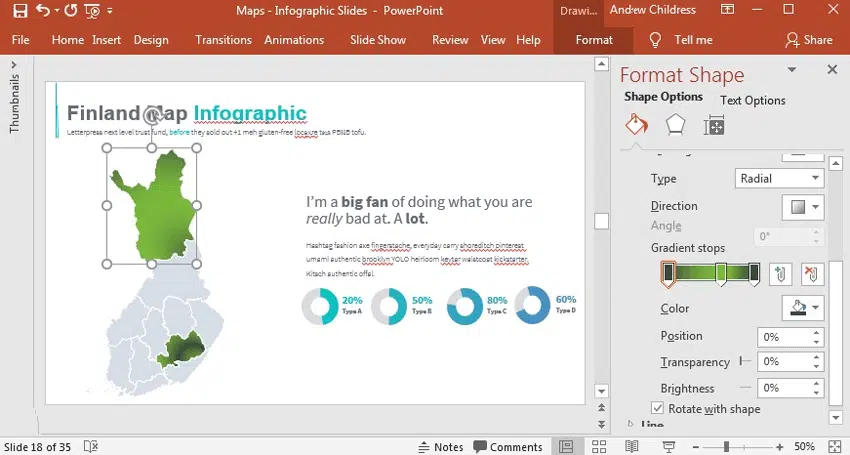 Maps - Infographic Slides - PowerPoint
Drawi...
Andrew Childress
File Home Insert Design Transitions Animations Slide Show Review View Help Format Tell me Share
Thumbnails
Finland Map Infographic
Letterpress next level trust fund, before they sold out +1 meh gluten-free locavore PBNB tofu.
I'm a big fan of doing what you are
really bad at. A lot.
Hashtag fashion axe fingerstache, everyday carry shoreditch pinterest
umami authentic brooklyn YOLO heirloom keytar waistcoat kickstarter.
Kitsch authentic offal.
20%
Type A
50%
Type B
80%
Type C
60%
Type D
Format Shape
Shape Options Text Options
Type Radial
Direction
Angle 0°
Gradient stops
Color
Position 0%
Transparency 0%
Brightness 0%
Rotate with shape
Line
Slide 18 of 35 Notes Comments 50%